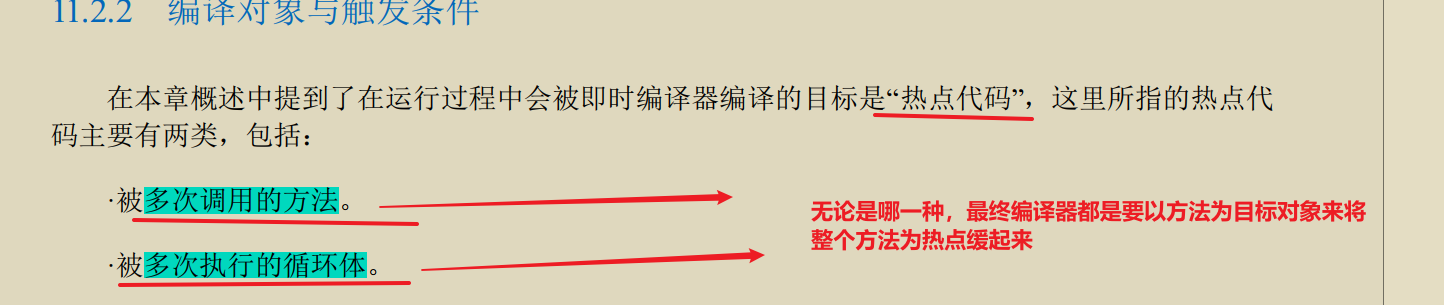 11.2.2 编译对象与触发条件
在本章概述中提到了在运行过程中会被即时编译器编译的目标是“热点代码”，这里所指的热点代
码主要有两类，包括：
·被多次调用的方法。
无论是哪一种，最终编译器都是要以方法为目标对象来将
整个方法为热点缓起来
·被多次执行的循环体。